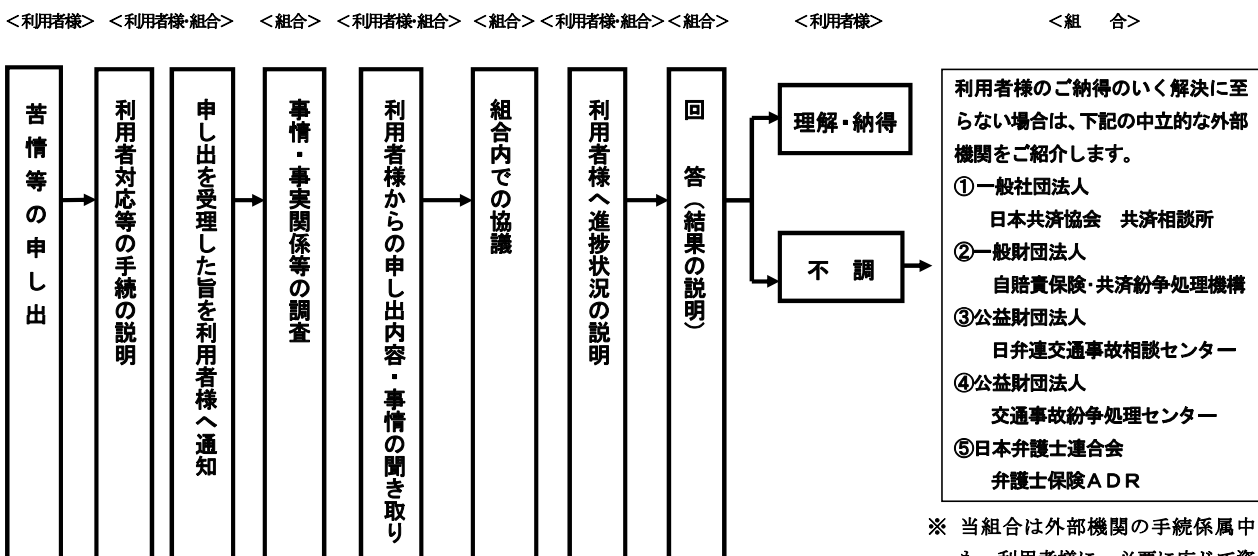 ＜利用者様＞ ＜利用者様･組合＞ ＜組合＞ ＜利用者様･組合＞ ＜組合＞ ＜利用者様･組合＞ ＜組合＞ ＜利用者様＞ ＜組　合＞
苦情等の申し出
利用者対応等の手続の説明
申し出を受理した旨を利用者様へ通知
事情・事実関係等の調査
利用者様からの申し出内容・事情の聞き取り
組合内での協議
利用者様へ進捗状況の説明
回　答（結果の説明）
理解・納得
不　調
利用者様のご納得のいく解決に至
らない場合は、下記の中立的な外部
機関をご紹介します。
①一般社団法人
日本共済協会　共済相談所
②一般財団法人
自賠責保険･共済紛争処理機構
③公益財団法人
日弁連交通事故相談センター
④公益財団法人
交通事故紛争処理センター
⑤日本弁護士連合会
弁護士保険ＡＤＲ
※ 当組合は外部機関の手続係属中